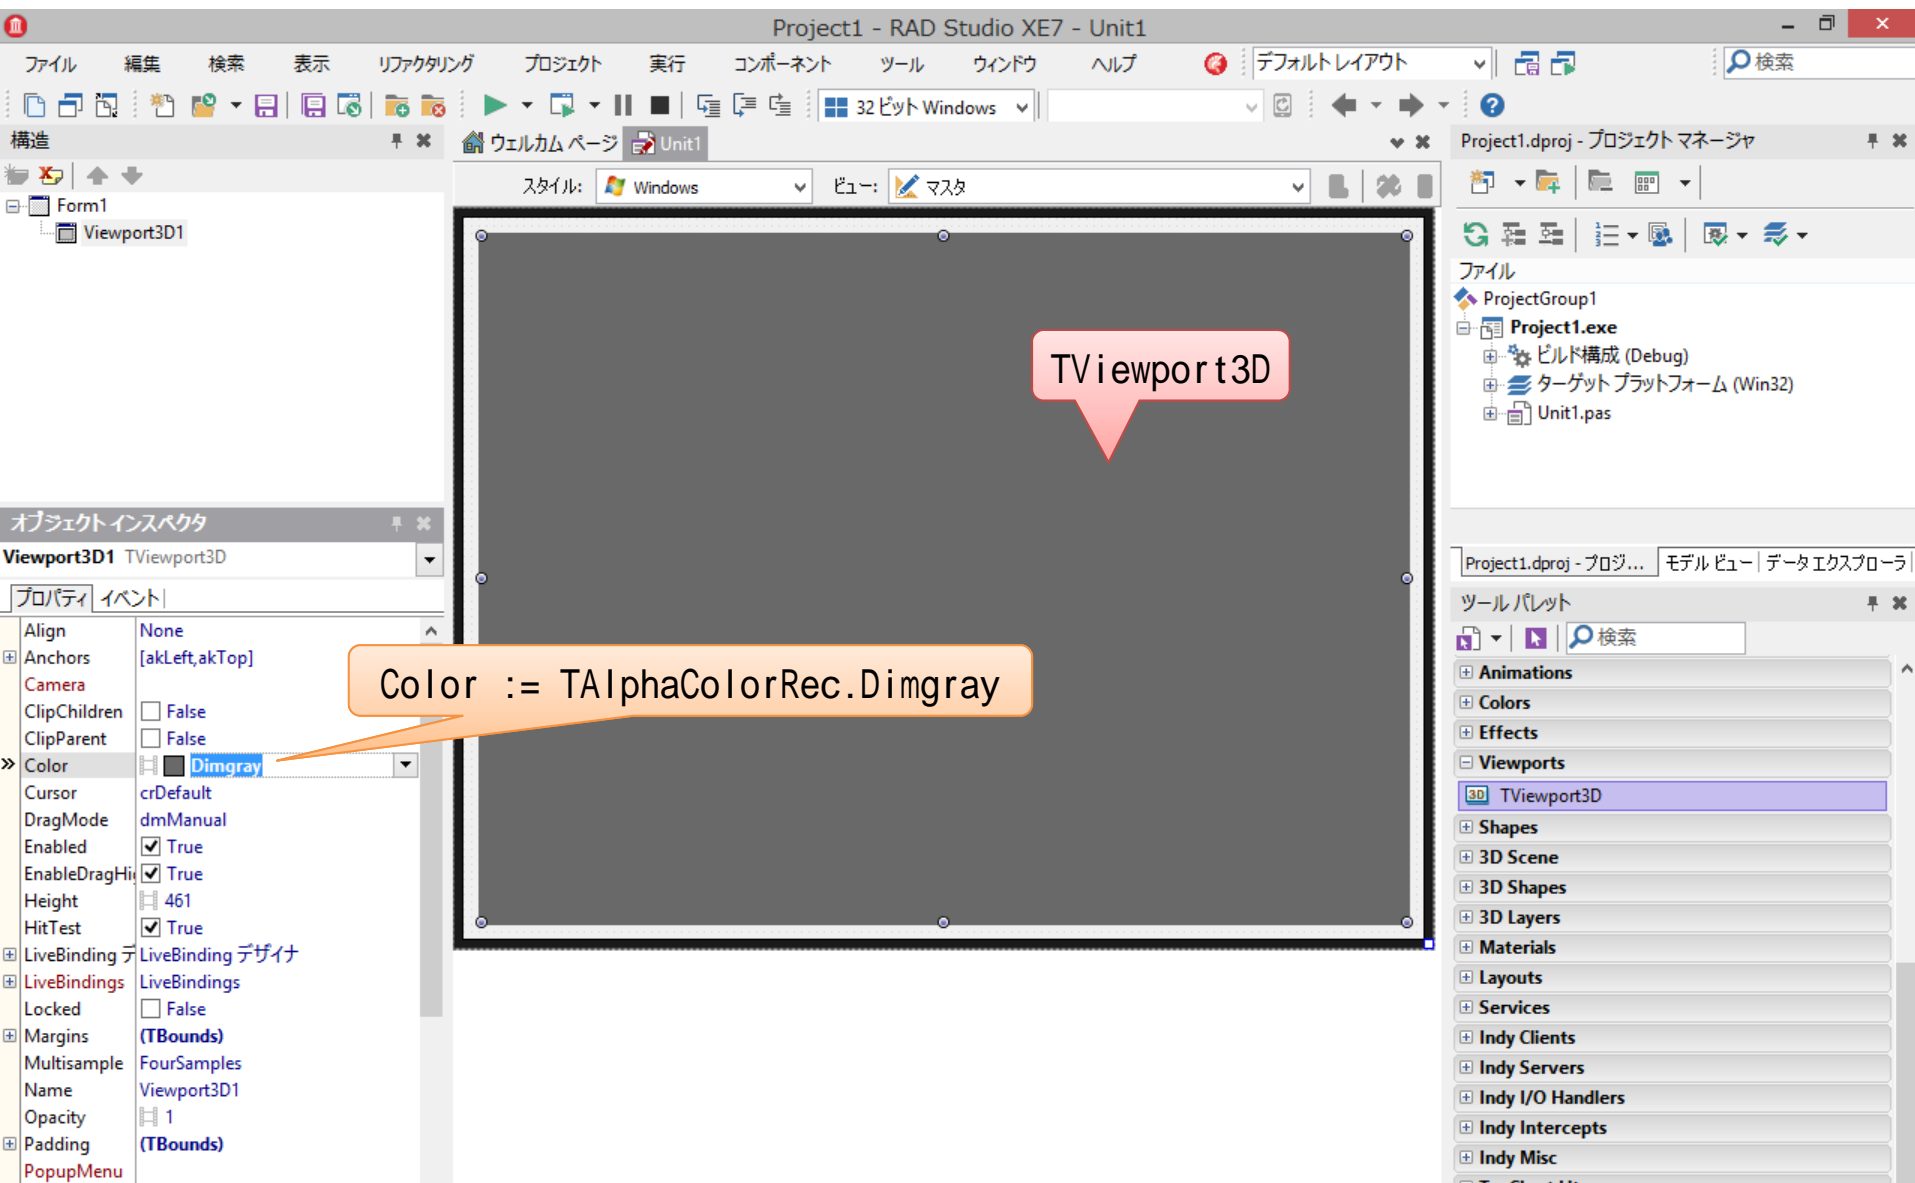 Project1 - RAD Studio XE7 - Unit1
ファイル 編集 検索 表示 リファクタリング プロジェクト 実行 コンポーネント ツール ウィンドウ ヘルプ デフォルト レイアウト 検索
32 ビット Windows
構造
Form1
Viewport3D1
ウェルカム ページ Unit1
スタイル: Windows ビュー: マスタ
TViewport3D
Color := TAlphaColorRec.Dimgray
オブジェクト インスペクタ
Viewport3D1 TViewport3D
プロパティ イベント
Align None
Anchors [akLeft,akTop]
Camera
ClipChildren False
ClipParent False
Color Dimgray
Cursor crDefault
DragMode dmManual
Enabled True
EnableDragHi True
Height 461
HitTest True
LiveBinding デ LiveBinding デザイナ
LiveBindings LiveBindings
Locked False
Margins (TBounds)
Multisample FourSamples
Name Viewport3D1
Opacity 1
Padding (TBounds)
PopupMenu
Project1.dproj - プロジェクト マネージャ
ファイル
ProjectGroup1
Project1.exe
ビルド構成 (Debug)
ターゲット プラットフォーム (Win32)
Unit1.pas
Project1.dproj - プロジ... モデル ビュー データ エクスプローラ
ツール パレット
検索
Animations
Colors
Effects
Viewports
3D TViewport3D
Shapes
3D Scene
3D Shapes
3D Layers
Materials
Layouts
Services
Indy Clients
Indy Servers
Indy I/O Handlers
Indy Intercepts
Indy Misc